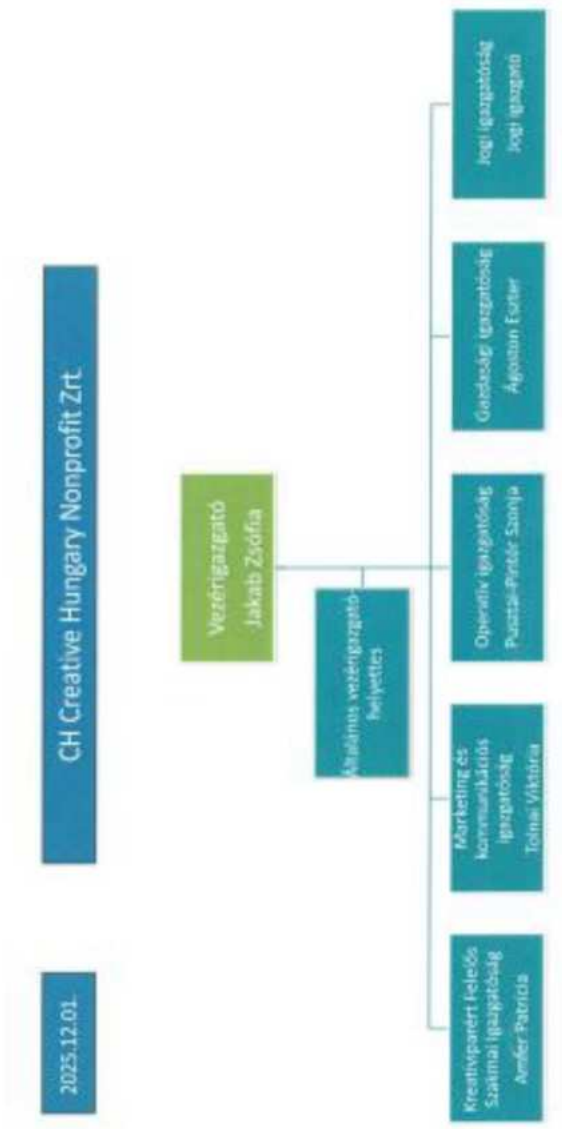 2025.12.01.
CH Creative Hungary Nonprofit Zrt.
Vezérigazgató
Jakab Zsófia
Általános vezérigazgató-
helyettes
Kreatíviparért Felelős
Szakmai Igazgatóság
Amfer Patrícia
Marketing és
kommunikációs
igazgatóság
Tolnai Viktória
Operatív igazgatóság
Pusztai-Pintér Szonja
Gazdasági igazgatóság
Ágoston Eszter
Jogi igazgatóság
Jogi igazgató